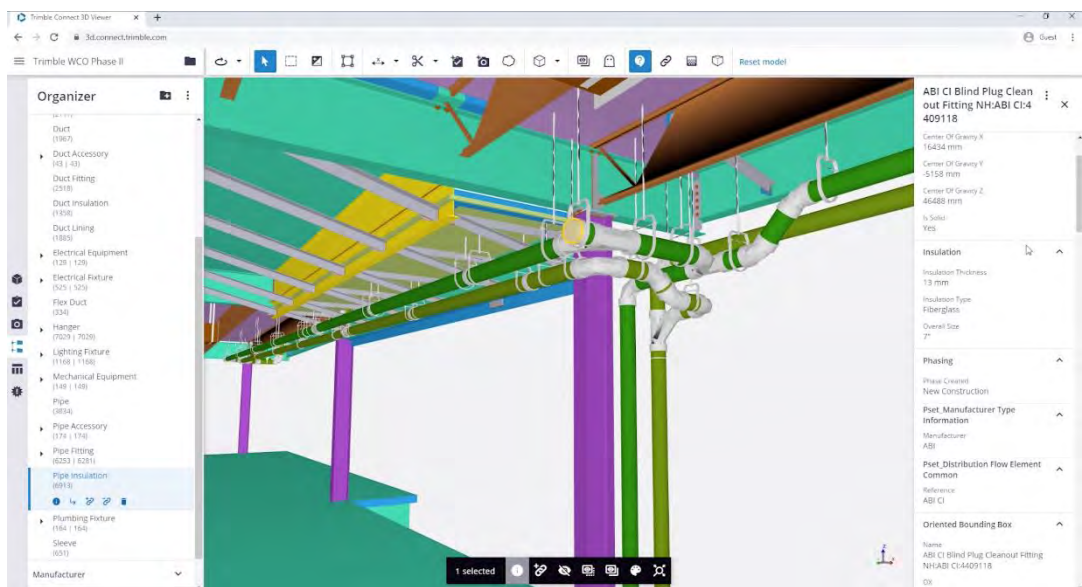 Trimble Connect 3D Viewer
3d.connect.trimble.com
Guest
Trimble WCO Phase II
Reset model
Organizer
Duct
(1967)
Duct Accessory
(43 | 43)
Duct Fitting
(2518)
Duct Insulation
(1858)
Duct Lining
(1885)
Electrical Equipment
(129 | 129)
Electrical Fixture
(525 | 525)
Flex Duct
(334)
Hanger
(7029 | 7029)
Lighting Fixture
(1168 | 1168)
Mechanical Equipment
(149 | 149)
Pipe
(3834)
Pipe Accessory
(174 | 174)
Pipe Fitting
(6253 | 6281)
Pipe Insulation
(6913)
Plumbing Fixture
(164 | 164)
Sleeve
(651)
Manufacturer
1 selected
ABI CI Blind Plug Clean
out Fitting NH:ABI CI:4
409118
Center Of Gravity X
16434 mm
Center Of Gravity Y
-5158 mm
Center Of Gravity Z
46488 mm
Is Solid
Yes
Insulation
Insulation Thickness
13 mm
Insulation Type
Fiberglass
Overall Size
7"
Phasing
Phase Created
New Construction
Pset_Manufacturer Type
Information
Manufacturer
ABI
Pset_Distribution Flow Element
Common
Reference
ABI CI
Oriented Bounding Box
Name
ABI CI Blind Plug Cleanout Fitting
NH:ABI CI:4409118
DX